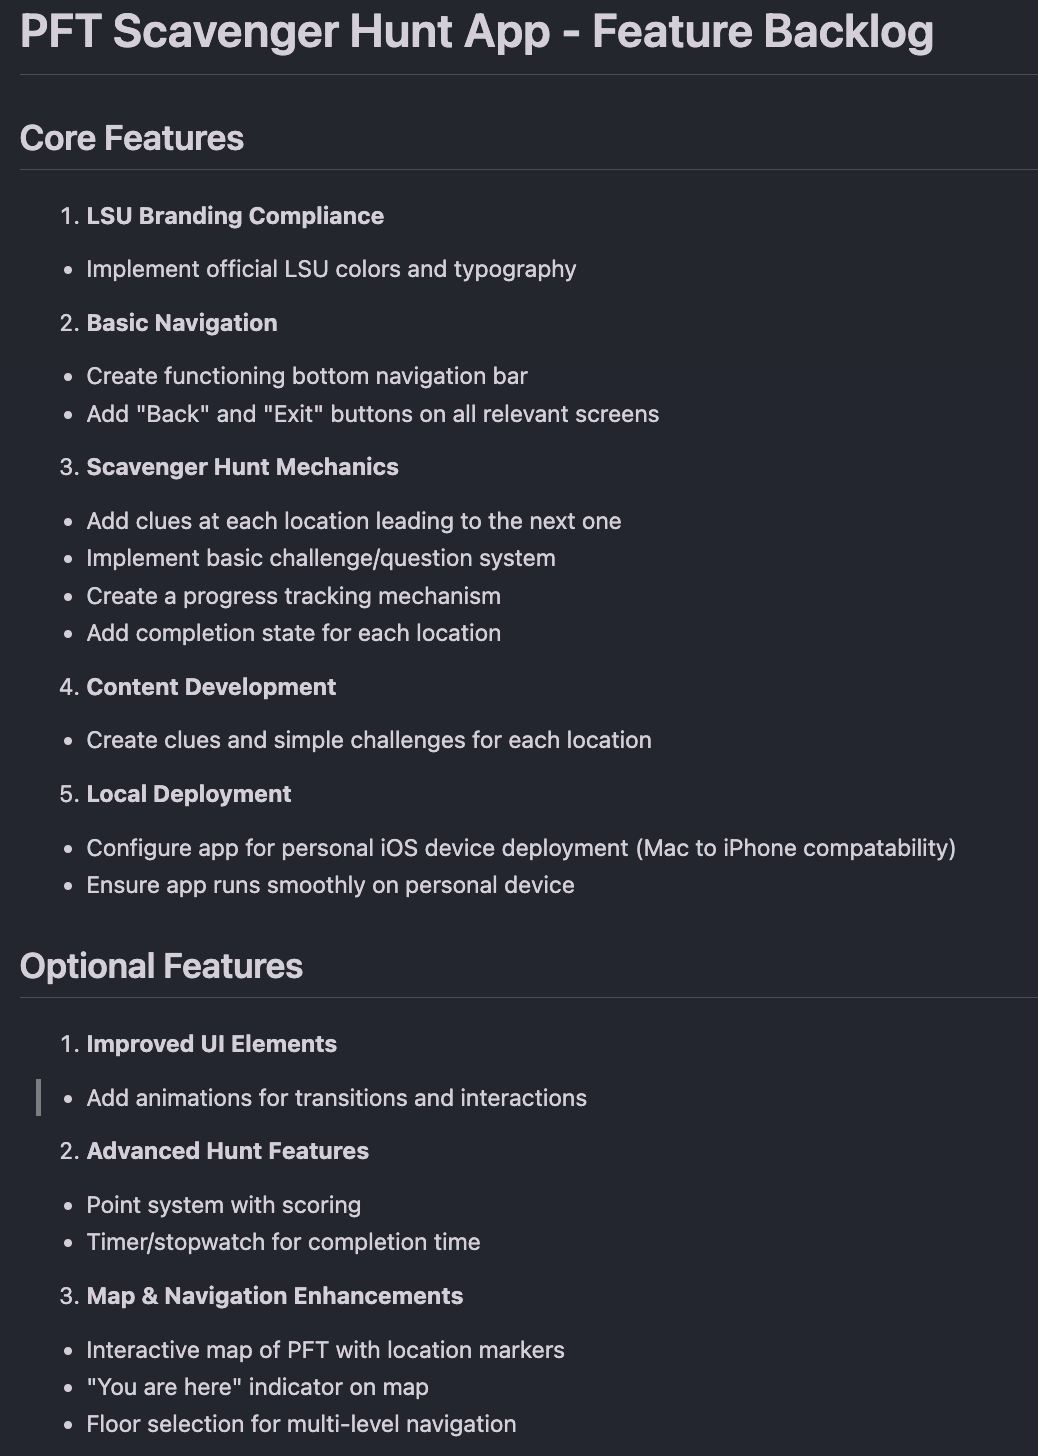 PFT Scavenger Hunt App - Feature Backlog
Core Features
1. LSU Branding Compliance
• Implement official LSU colors and typography
2. Basic Navigation
• Create functioning bottom navigation bar
• Add "Back" and "Exit" buttons on all relevant screens
3. Scavenger Hunt Mechanics
• Add clues at each location leading to the next one
• Implement basic challenge/question system
• Create a progress tracking mechanism
• Add completion state for each location
4. Content Development
• Create clues and simple challenges for each location
5. Local Deployment
• Configure app for personal iOS device deployment (Mac to iPhone compatability)
• Ensure app runs smoothly on personal device
Optional Features
1. Improved UI Elements
• Add animations for transitions and interactions
2. Advanced Hunt Features
• Point system with scoring
• Timer/stopwatch for completion time
3. Map & Navigation Enhancements
• Interactive map of PFT with location markers
• "You are here" indicator on map
• Floor selection for multi-level navigation